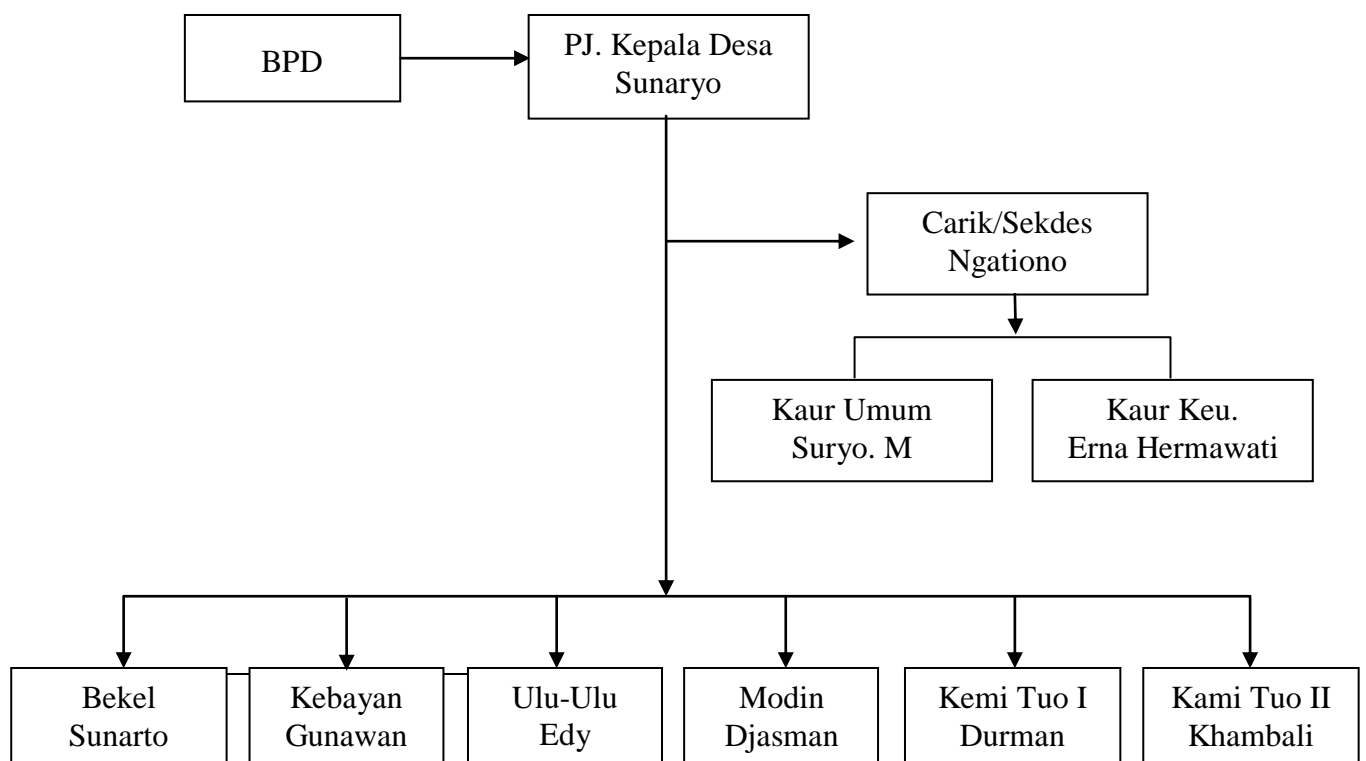 BPD
PJ. Kepala Desa
Sunaryo
Carik/Sekdes
Ngationo
Kaur Umum
Suryo. M
Kaur Keu.
Erna Hermawati
Bekel
Sunarto
Kebayan
Gunawan
Ulu-Ulu
Edy
Modin
Djasman
Kemi Tuo I
Durman
Kami Tuo II
Khambali